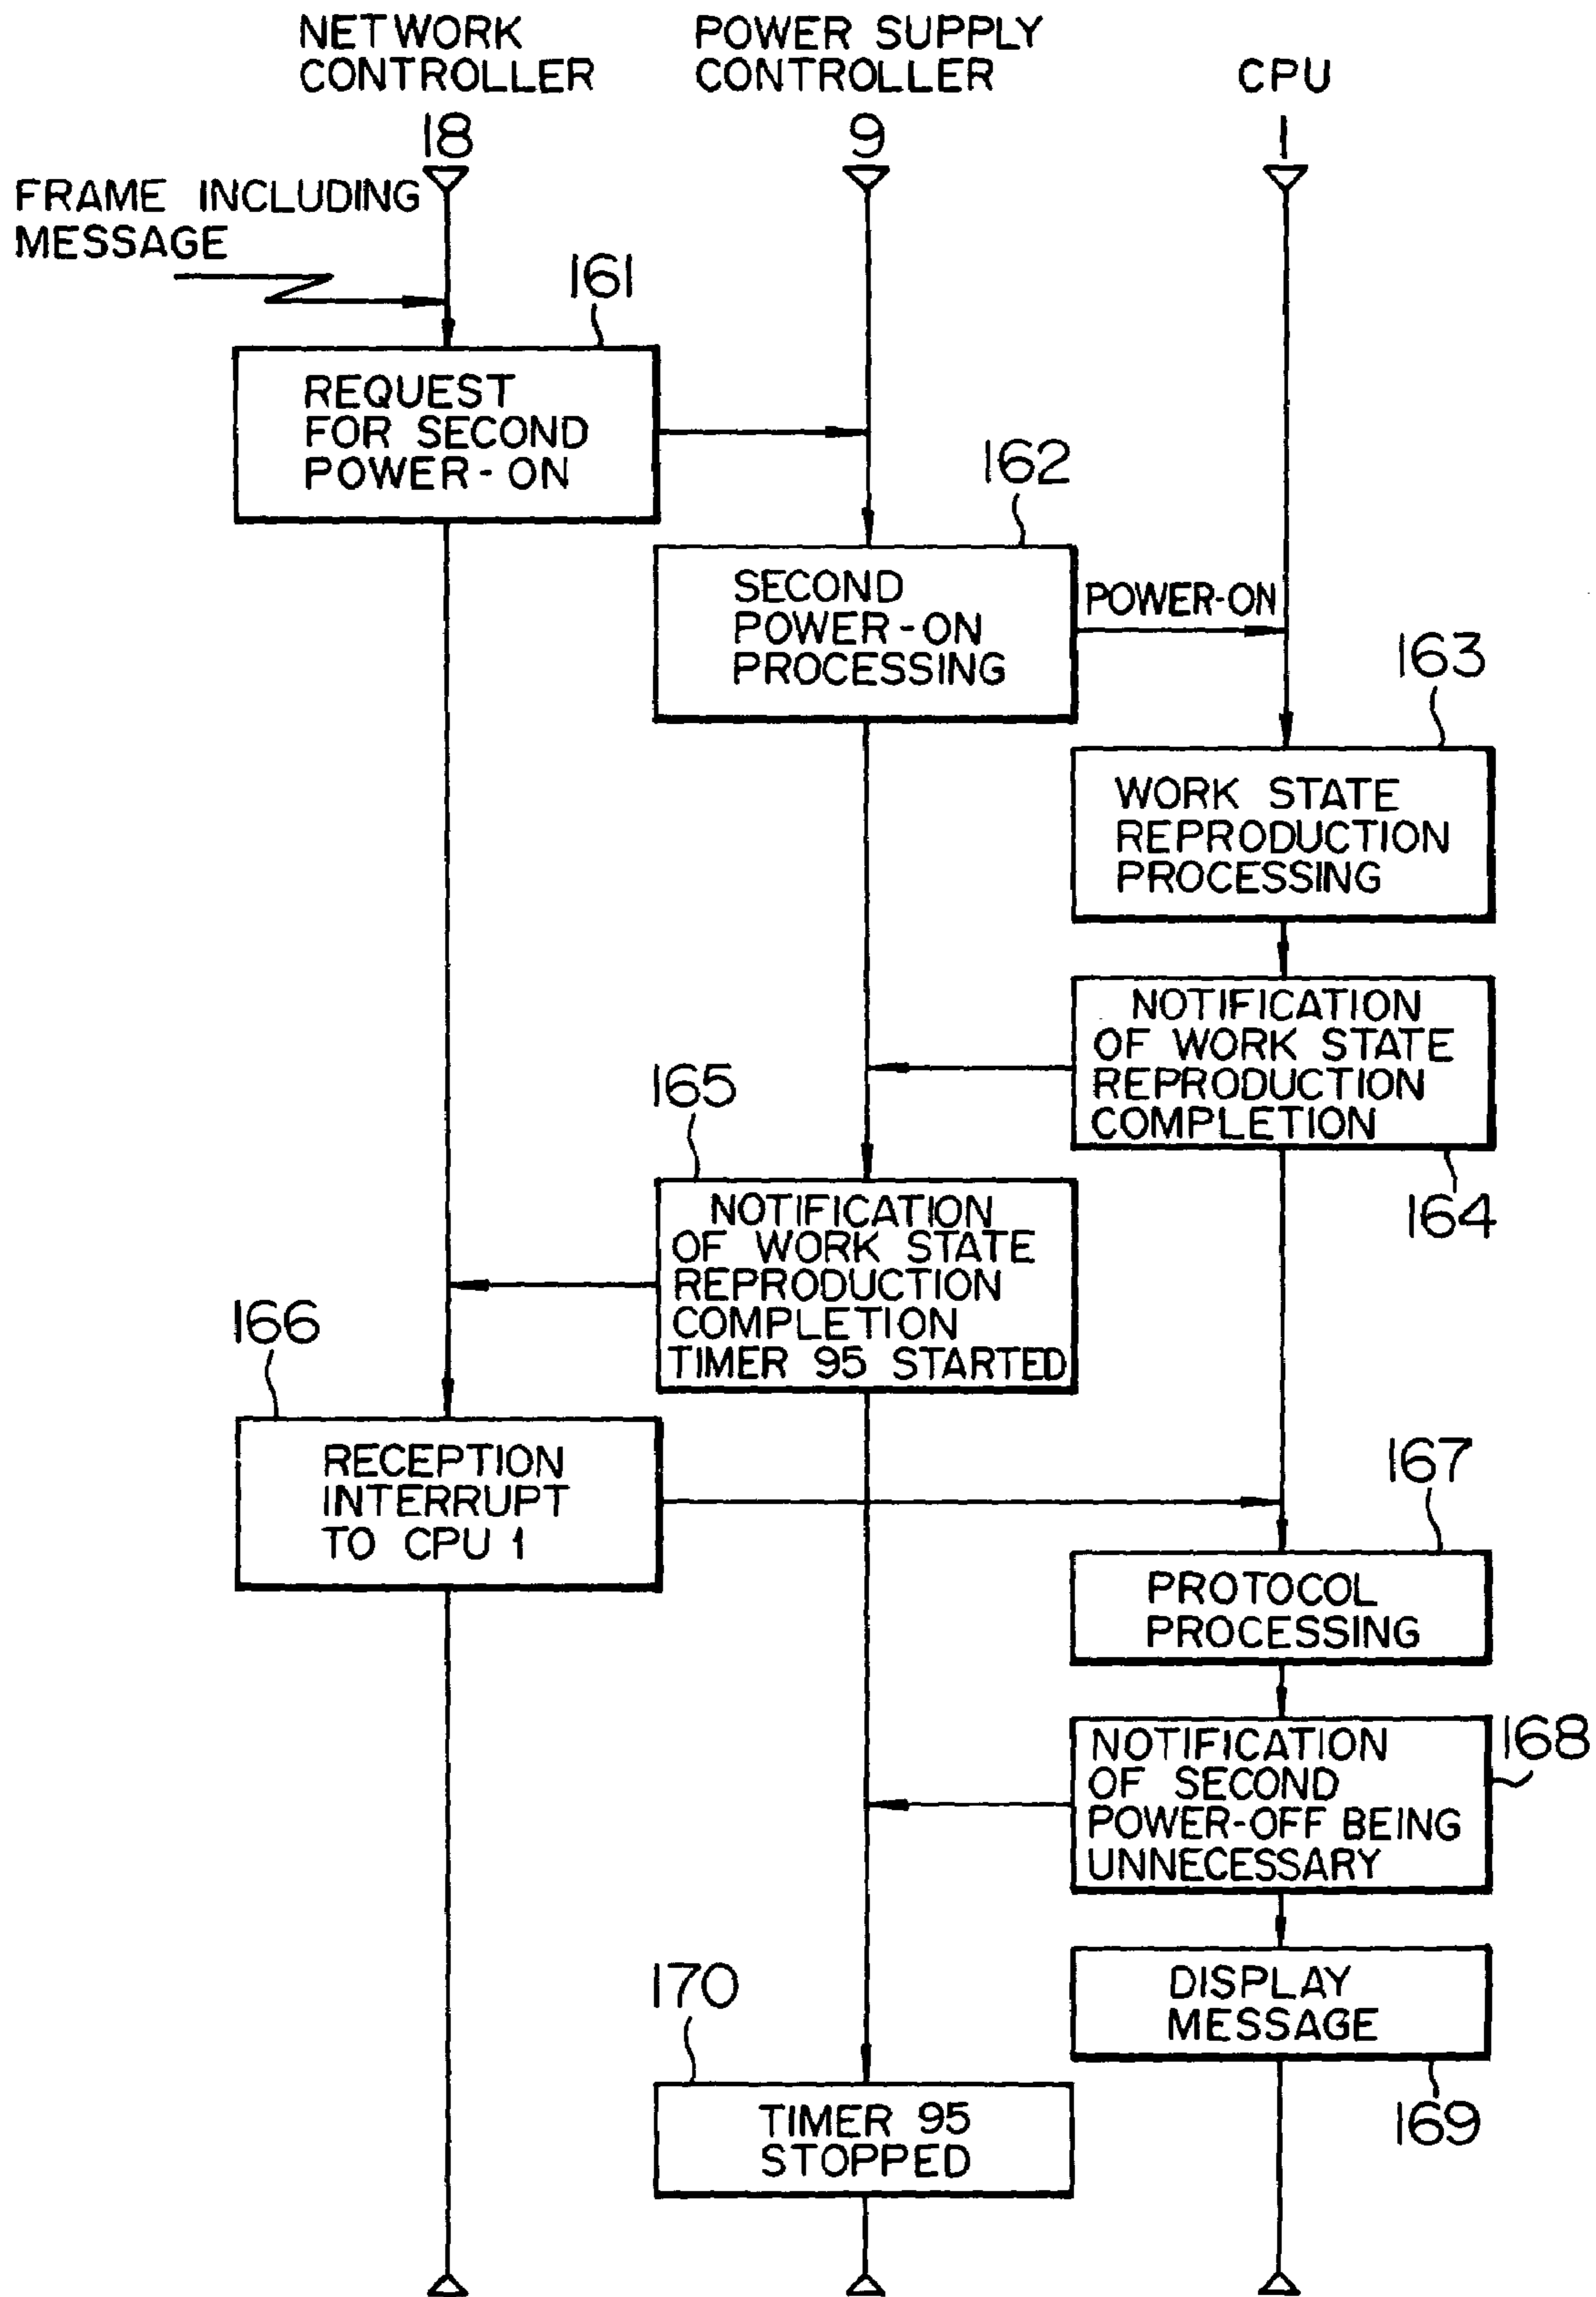 NETWORK
CONTROLLER
18
POWER SUPPLY
CONTROLLER
9
CPU
1
FRAME INCLUDING
MESSAGE
161
REQUEST
FOR SECOND
POWER-ON
162
SECOND
POWER-ON
PROCESSING
POWER-ON
163
WORK STATE
REPRODUCTION
PROCESSING
NOTIFICATION
OF WORK STATE
REPRODUCTION
COMPLETION
164
165
NOTIFICATION
OF WORK STATE
REPRODUCTION
COMPLETION
TIMER 95 STARTED
166
RECEPTION
INTERRUPT
TO CPU 1
167
PROTOCOL
PROCESSING
168
NOTIFICATION
OF SECOND
POWER-OFF BEING
UNNECESSARY
DISPLAY
MESSAGE
169
170
TIMER 95
STOPPED